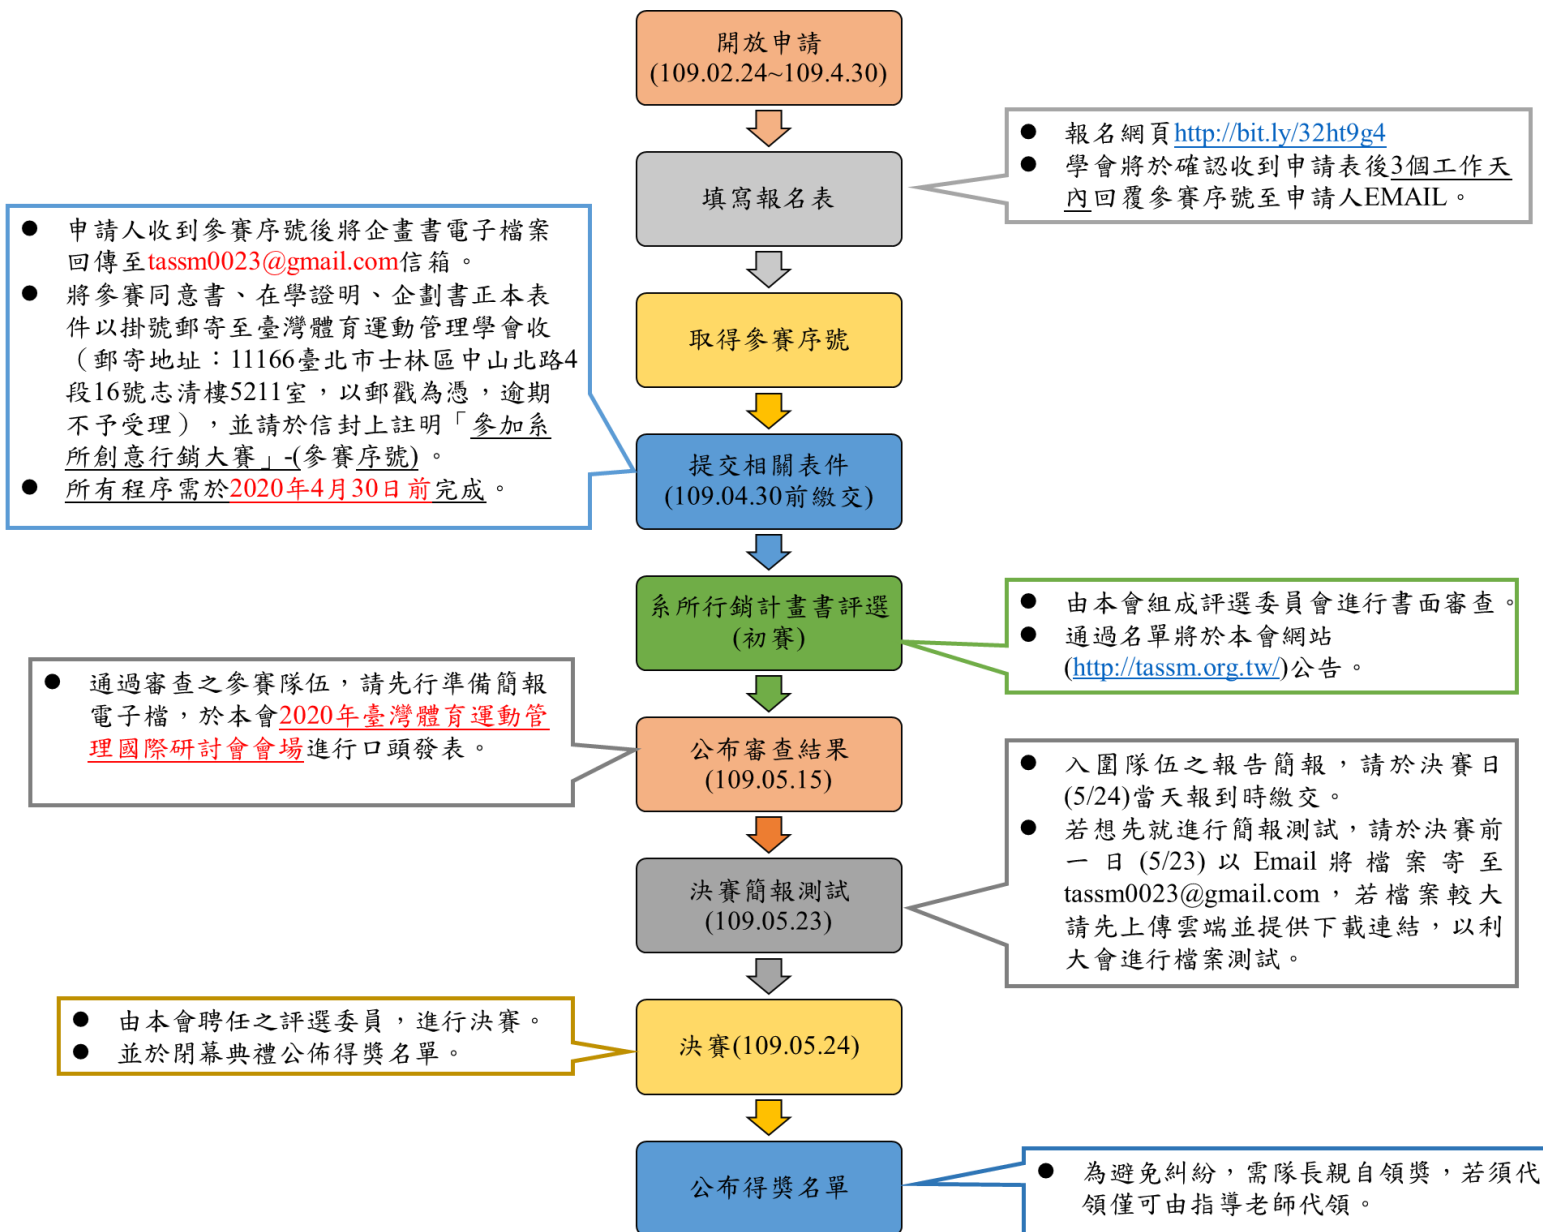 開放申請
(109.02.24~109.4.30)
● 報名網頁http://bit.ly/32ht9g4
● 學會將於確認收到申請表後3個工作天
內回覆參賽序號至申請人EMAIL。
填寫報名表
● 申請人收到參賽序號後將企畫書電子檔案
回傳至tassm0023@gmail.com信箱。
● 將參賽同意書、在學證明、企劃書正本表
件以掛號郵寄至臺灣體育運動管理學會收
（郵寄地址：11166臺北市士林區中山北路4
段16號志清樓5211室，以郵戳為憑，逾期
不予受理），並請於信封上註明「參加系
所創意行銷大賽」-(參賽序號)。
● 所有程序需於2020年4月30日前完成。
取得參賽序號
提交相關表件
(109.04.30前繳交)
系所行銷計畫書評選
(初賽)
● 由本會組成評選委員會進行書面審查。
● 通過名單將於本會網站
(http://tassm.org.tw/)公告。
● 通過審查之參賽隊伍，請先行準備簡報
電子檔，於本會2020年臺灣體育運動管
理國際研討會會場進行口頭發表。
公布審查結果
(109.05.15)
● 入圍隊伍之報告簡報，請於決賽日
(5/24)當天報到時繳交。
● 若想先就進行簡報測試，請於決賽前
一日(5/23)以Email將檔案寄至
tassm0023@gmail.com，若檔案較大
請先上傳雲端並提供下載連結，以利
大會進行檔案測試。
決賽簡報測試
(109.05.23)
● 由本會聘任之評選委員，進行決賽。
● 並於閉幕典禮公佈得獎名單。
決賽(109.05.24)
公布得獎名單
● 為避免糾紛，需隊長親自領獎，若須代
領僅可由指導老師代領。